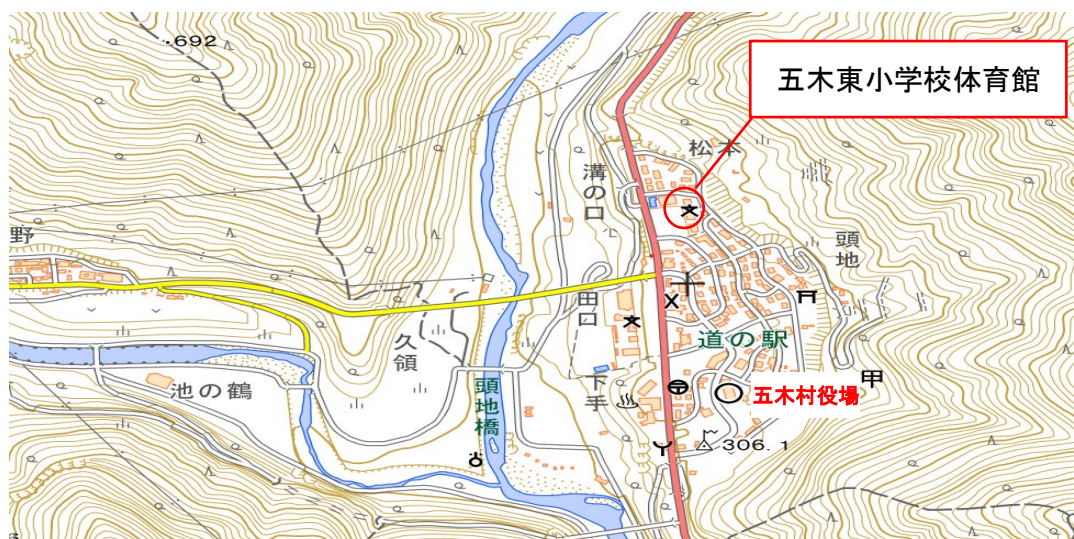 692
五木東小学校体育館
松本
溝の口
野
頭地
田口
久領
道の駅
池の鶴
頭地橋
下手
甲
五木村役場
306.1